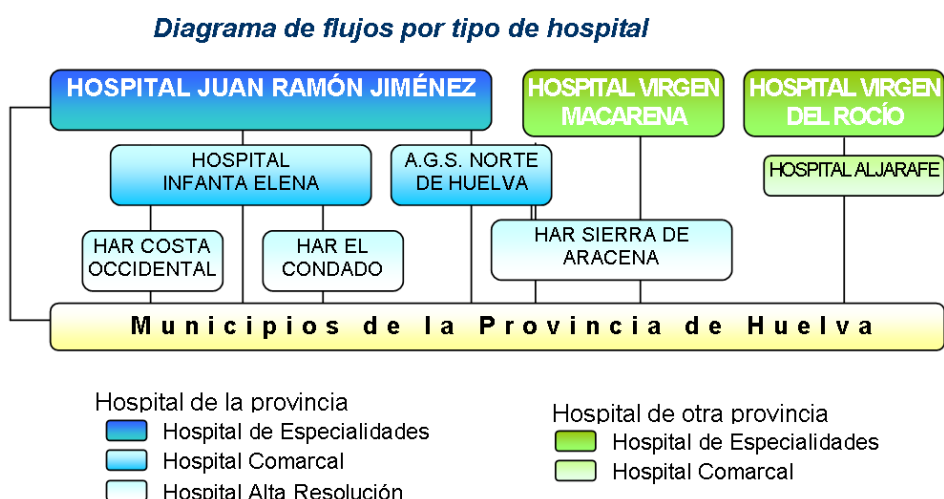 Diagrama de flujos por tipo de hospital
HOSPITAL JUAN RAMÓN JIMÉNEZ
HOSPITAL VIRGEN
MACARENA
HOSPITAL VIRGEN
DEL ROCÍO
HOSPITAL
INFANTA ELENA
A.G.S. NORTE
DE HUELVA
HOSPITAL ALJARAFE
HAR COSTA
OCCIDENTAL
HAR EL
CONDADO
HAR SIERRA DE
ARACENA
Municipios de la Provincia de Huelva
Hospital de la provincia
Hospital de Especialidades
Hospital Comarcal
Hospital Alta Resolución
Hospital de otra provincia
Hospital de Especialidades
Hospital Comarcal